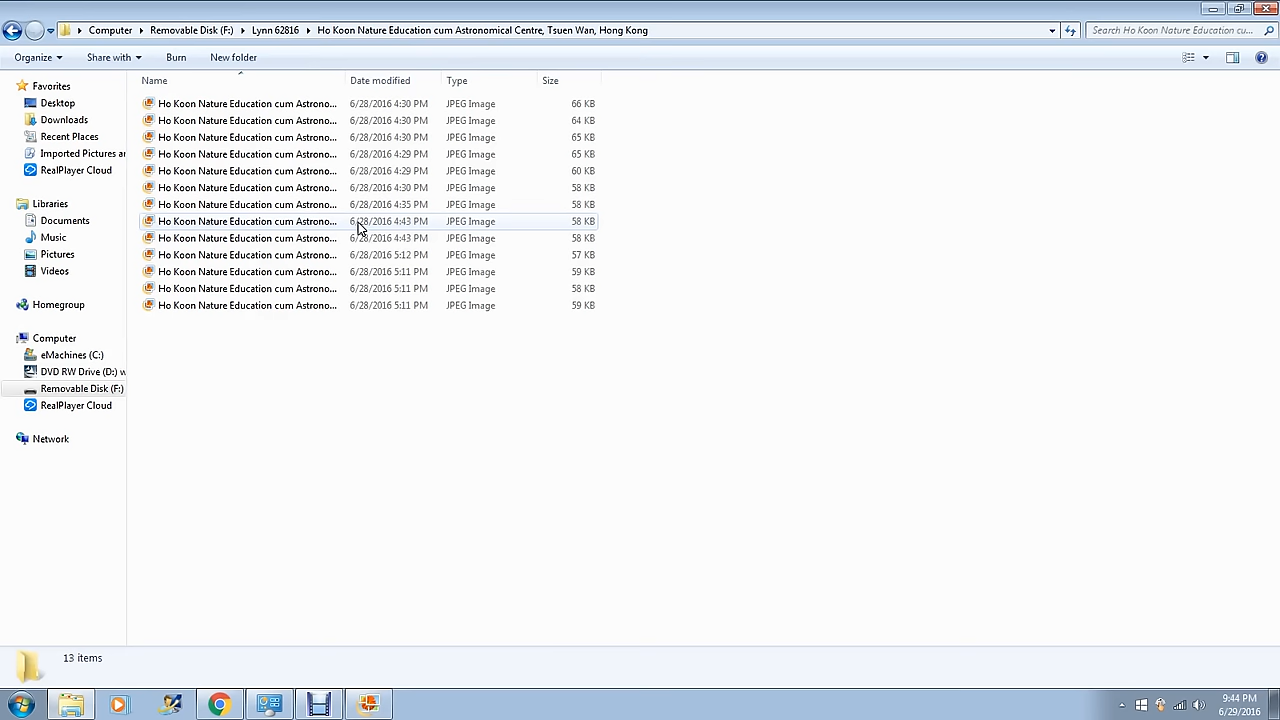 Computer Removable Disk (F:) Lynn 62816 Ho Koon Nature Education cum Astronomical Centre, Tsuen Wan, Hong Kong Search Ho Koon Nature Education cu...
Organize Share with Burn New folder
Favorites
Desktop
Downloads
Recent Places
Imported Pictures ar
RealPlayer Cloud
Libraries
Documents
Music
Pictures
Videos
Homegroup
Computer
eMachines (C:)
DVD RW Drive (D:) w
Removable Disk (F:)
RealPlayer Cloud
Network
Name Date modified Type Size
Ho Koon Nature Education cum Astrono... 6/28/2016 4:30 PM JPEG Image 66 KB
Ho Koon Nature Education cum Astrono... 6/28/2016 4:30 PM JPEG Image 64 KB
Ho Koon Nature Education cum Astrono... 6/28/2016 4:30 PM JPEG Image 65 KB
Ho Koon Nature Education cum Astrono... 6/28/2016 4:29 PM JPEG Image 65 KB
Ho Koon Nature Education cum Astrono... 6/28/2016 4:29 PM JPEG Image 60 KB
Ho Koon Nature Education cum Astrono... 6/28/2016 4:30 PM JPEG Image 58 KB
Ho Koon Nature Education cum Astrono... 6/28/2016 4:35 PM JPEG Image 58 KB
Ho Koon Nature Education cum Astrono... 6/28/2016 4:43 PM JPEG Image 58 KB
Ho Koon Nature Education cum Astrono... 6/28/2016 4:43 PM JPEG Image 58 KB
Ho Koon Nature Education cum Astrono... 6/28/2016 5:12 PM JPEG Image 57 KB
Ho Koon Nature Education cum Astrono... 6/28/2016 5:11 PM JPEG Image 59 KB
Ho Koon Nature Education cum Astrono... 6/28/2016 5:11 PM JPEG Image 58 KB
Ho Koon Nature Education cum Astrono... 6/28/2016 5:11 PM JPEG Image 59 KB
13 items
9:44 PM
6/29/2016